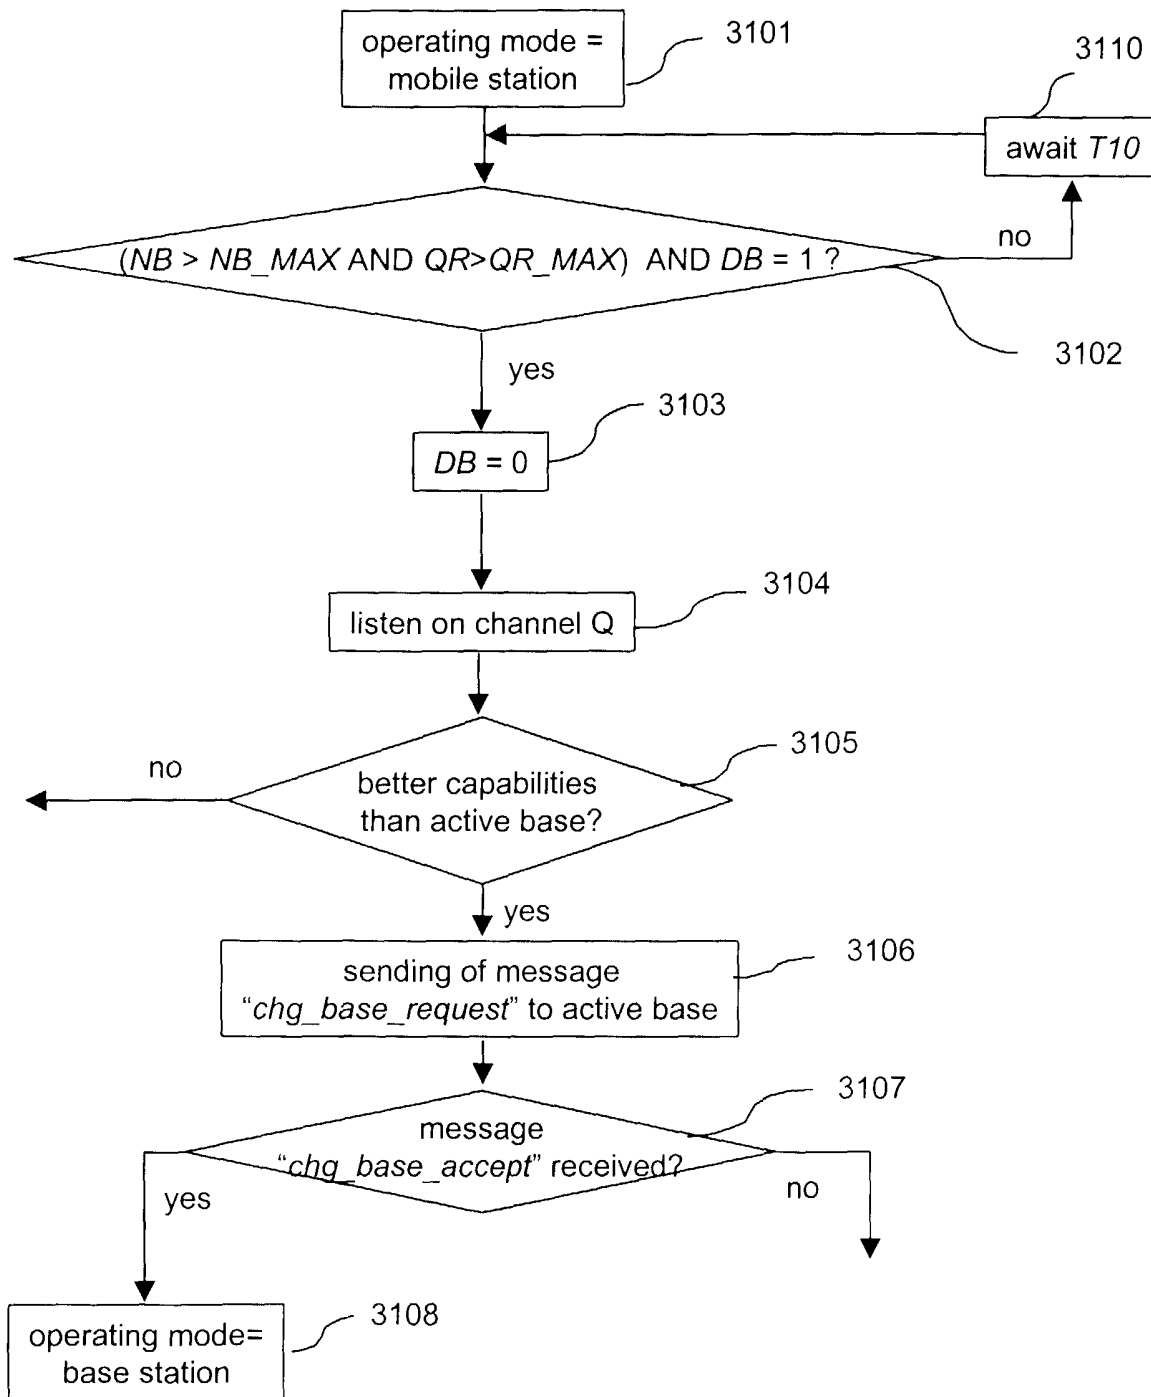 operating mode =
mobile station
3101
3110
await T10
(NB > NB_MAX AND QR>QR_MAX) AND DB = 1 ?
no
3102
yes
3103
DB = 0
3104
listen on channel Q
3105
no
better capabilities
than active base?
yes
3106
sending of message
“chg_base_request” to active base
3107
message
“chg_base_accept” received?
yes
no
3108
operating mode=
base station